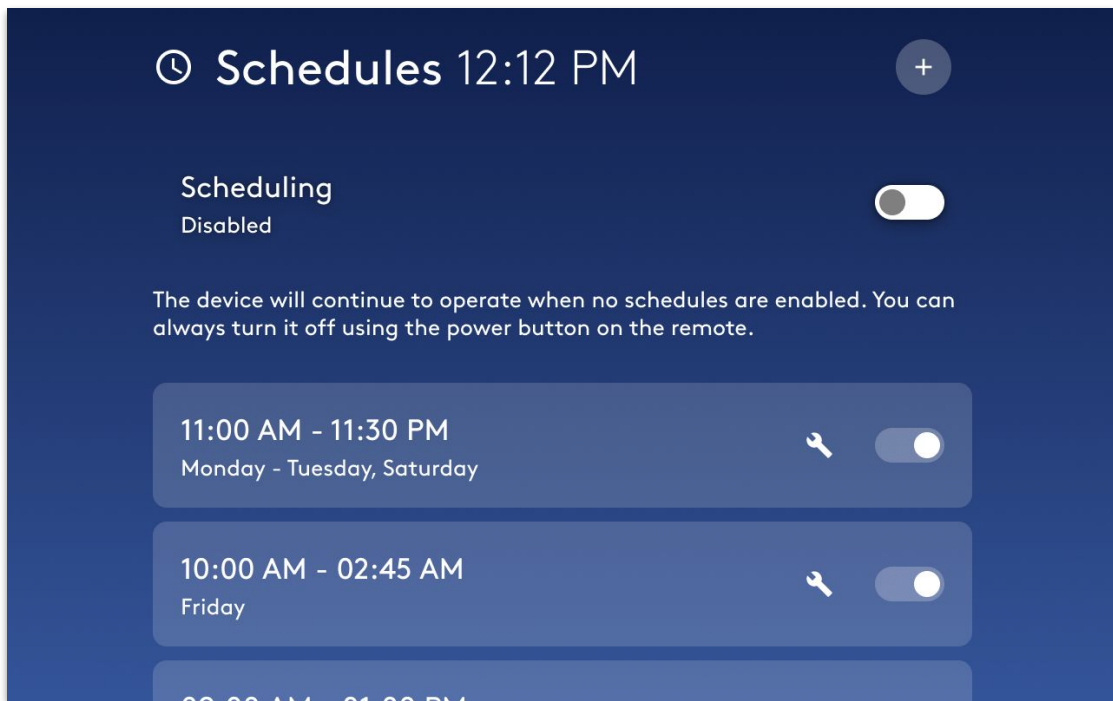 Schedules 12:12 PM
Scheduling
Disabled
The device will continue to operate when no schedules are enabled. You can
always turn it off using the power button on the remote.
11:00 AM - 11:30 PM
Monday - Tuesday, Saturday
10:00 AM - 02:45 AM
Friday